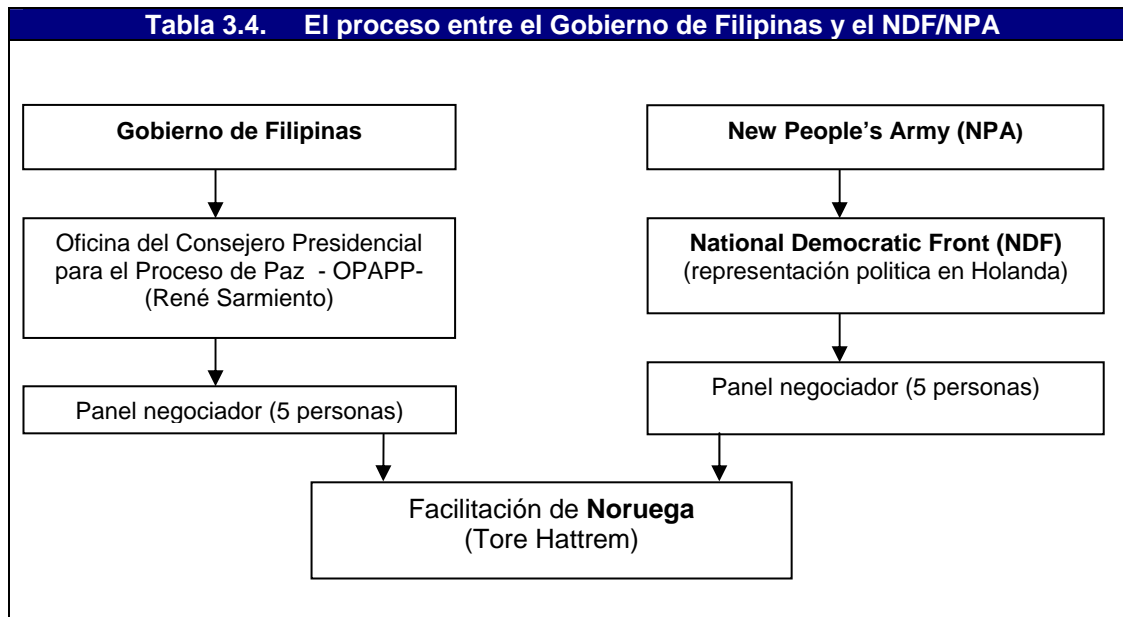 Tabla 3.4. El proceso entre el Gobierno de Filipinas y el NDF/NPA
Gobierno de Filipinas
New People's Army (NPA)
Oficina del Consejero Presidencial
para el Proceso de Paz - OPAPP-
(René Sarmiento)
National Democratic Front (NDF)
(representación politica en Holanda)
Panel negociador (5 personas)
Panel negociador (5 personas)
Facilitación de Noruega
(Tore Hattrem)